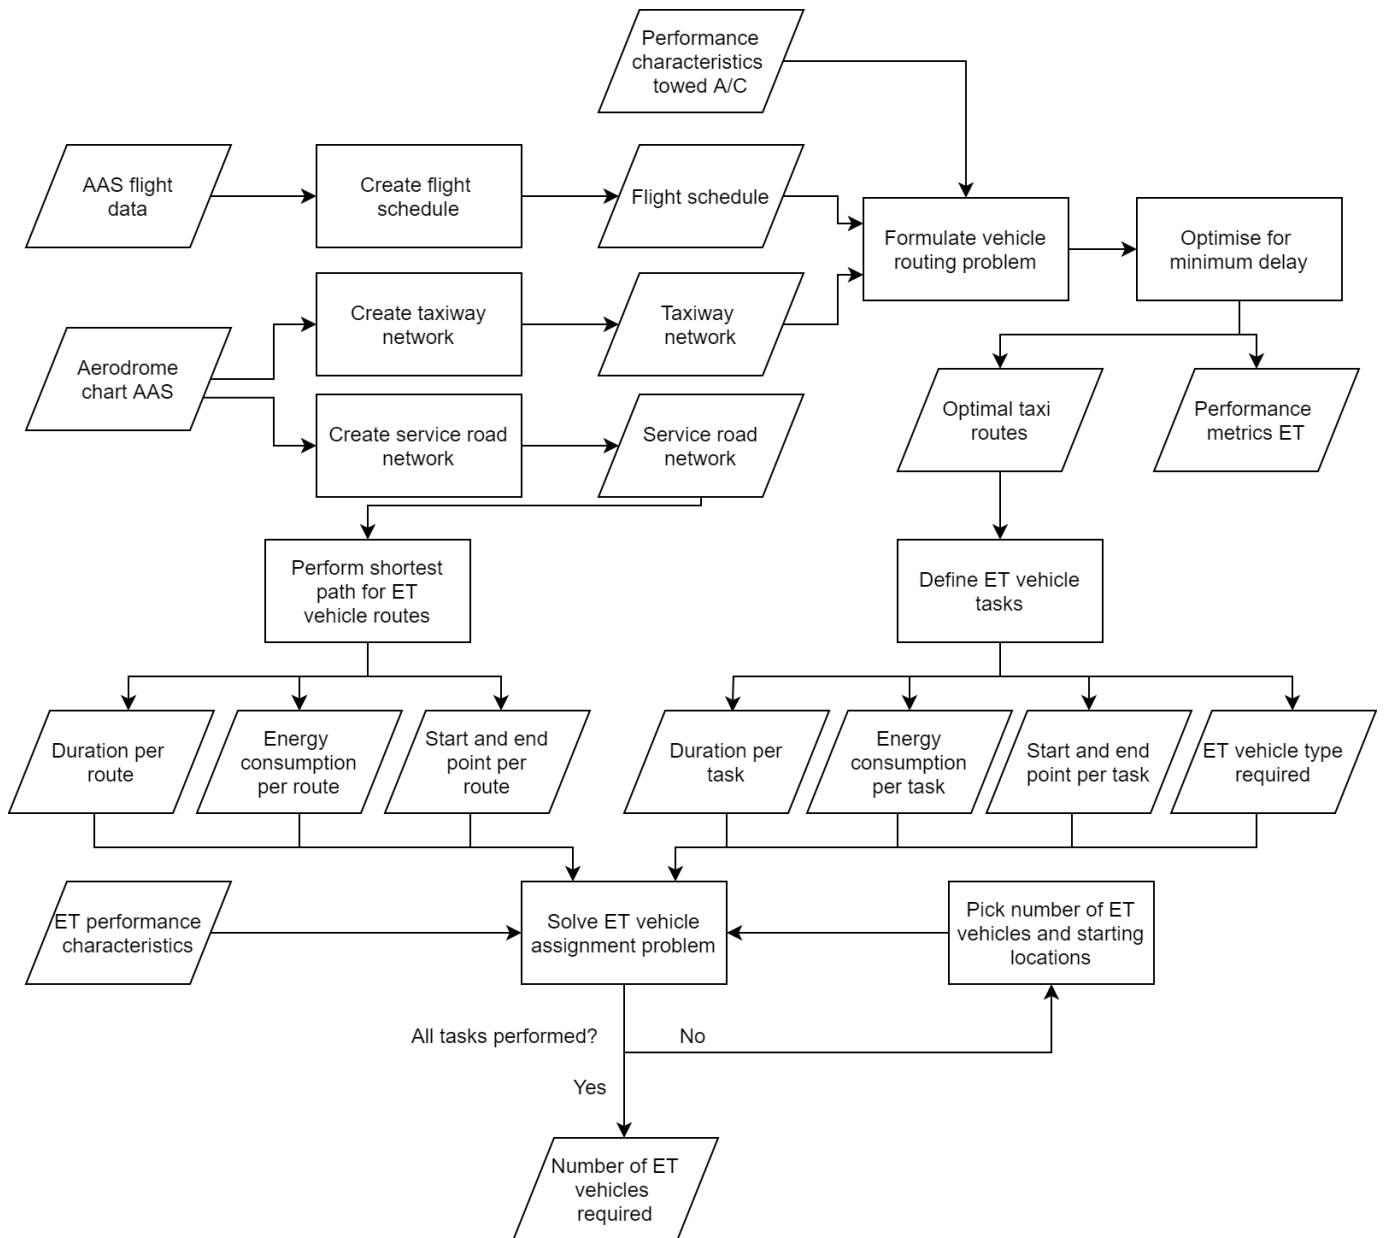 Performance
characteristics
towed A/C
AAS flight
data
Create flight
schedule
Flight schedule
Formulate vehicle
routing problem
Optimise for
minimum delay
Aerodrome
chart AAS
Create taxiway
network
Taxiway
network
Create service road
network
Service road
network
Optimal taxi
routes
Performance
metrics ET
Perform shortest
path for ET
vehicle routes
Define ET vehicle
tasks
Duration per
route
Energy
consumption
per route
Start and end
point per
route
Duration per
task
Energy
consumption
per task
Start and end
point per task
ET vehicle type
required
ET performance
characteristics
Solve ET vehicle
assignment problem
Pick number of ET
vehicles and starting
locations
All tasks performed?
No
Yes
Number of ET
vehicles
required